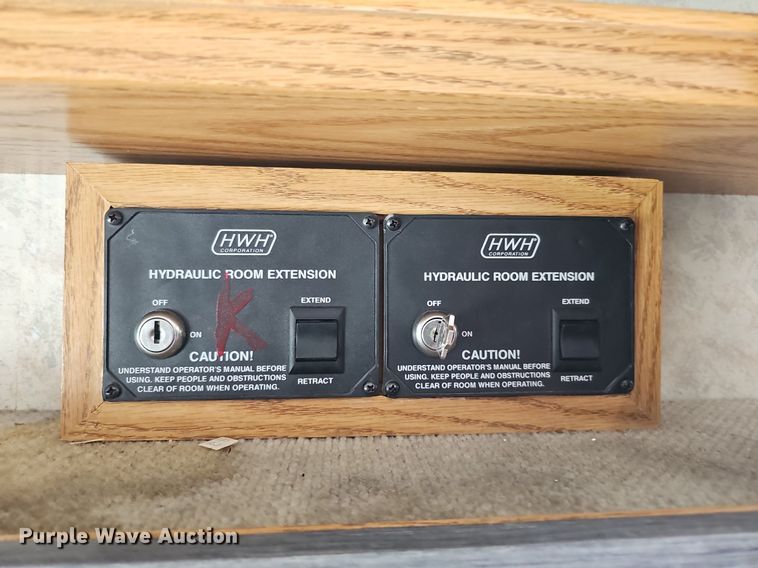 HWH
CORPORATION
HYDRAULIC ROOM EXTENSION
K
OFF
EXTEND
ON
CAUTION!
UNDERSTAND OPERATOR'S MANUAL BEFORE
USING. KEEP PEOPLE AND OBSTRUCTIONS
CLEAR OF ROOM WHEN OPERATING.
RETRACT
HWH
CORPORATION
HYDRAULIC ROOM EXTENSION
OFF
EXTEND
ON
CAUTION!
UNDERSTAND OPERATOR'S MANUAL BEFORE
USING. KEEP PEOPLE AND OBSTRUCTIONS
CLEAR OF ROOM WHEN OPERATING.
RETRACT
Purple Wave Auction